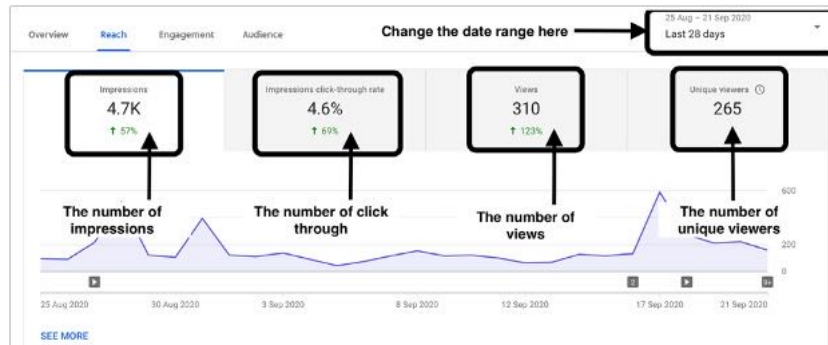 25 Aug – 21 Sep 2020
Overview Reach Engagement Audience Change the date range here Last 28 days
Impressions Impressions click-through rate Views Unique viewers
4.7K 4.6% 310 265
↑ 57% ↑ 69% ↑ 123%
600
The number of impressions
The number of click through
The number of views
The number of unique viewers
200
0
2 9+
25 Aug 2020 30 Aug 2020 3 Sep 2020 8 Sep 2020 12 Sep 2020 17 Sep 2020 21 Sep 2020
SEE MORE